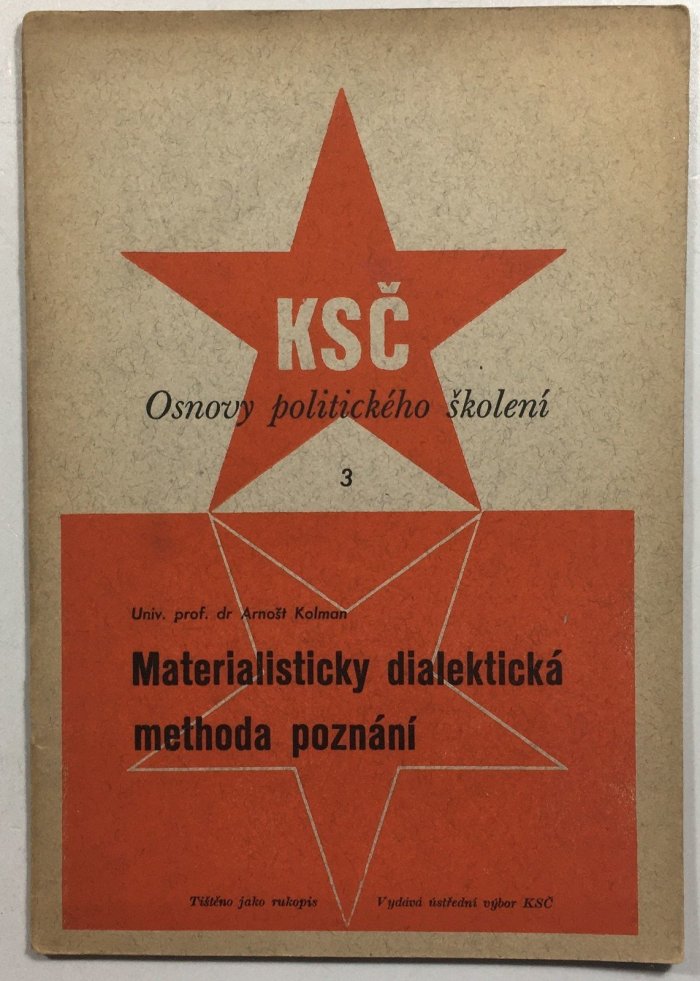 KSČ
Osnovy politického školení
3
Univ. prof. dr Arnošt Kolman
Materialisticky dialektická
methoda poznání
Tištěno jako rukopis Vydává ústřední výbor KSČ